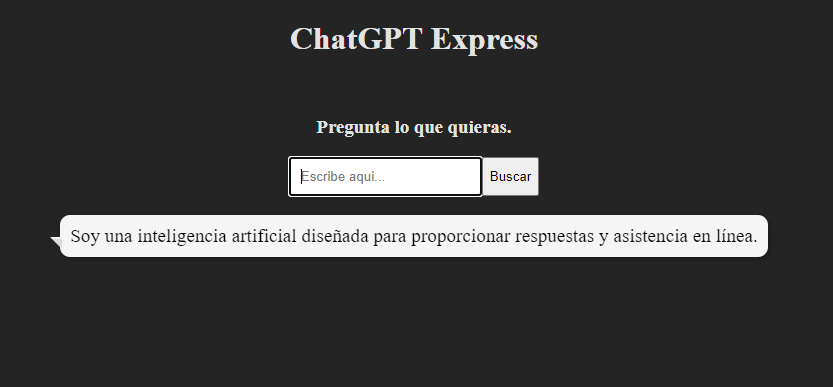 ChatGPT Express
Pregunta lo que quieras.
Escribe aqui...
Buscar
Soy una inteligencia artificial diseñada para proporcionar respuestas y asistencia en línea.